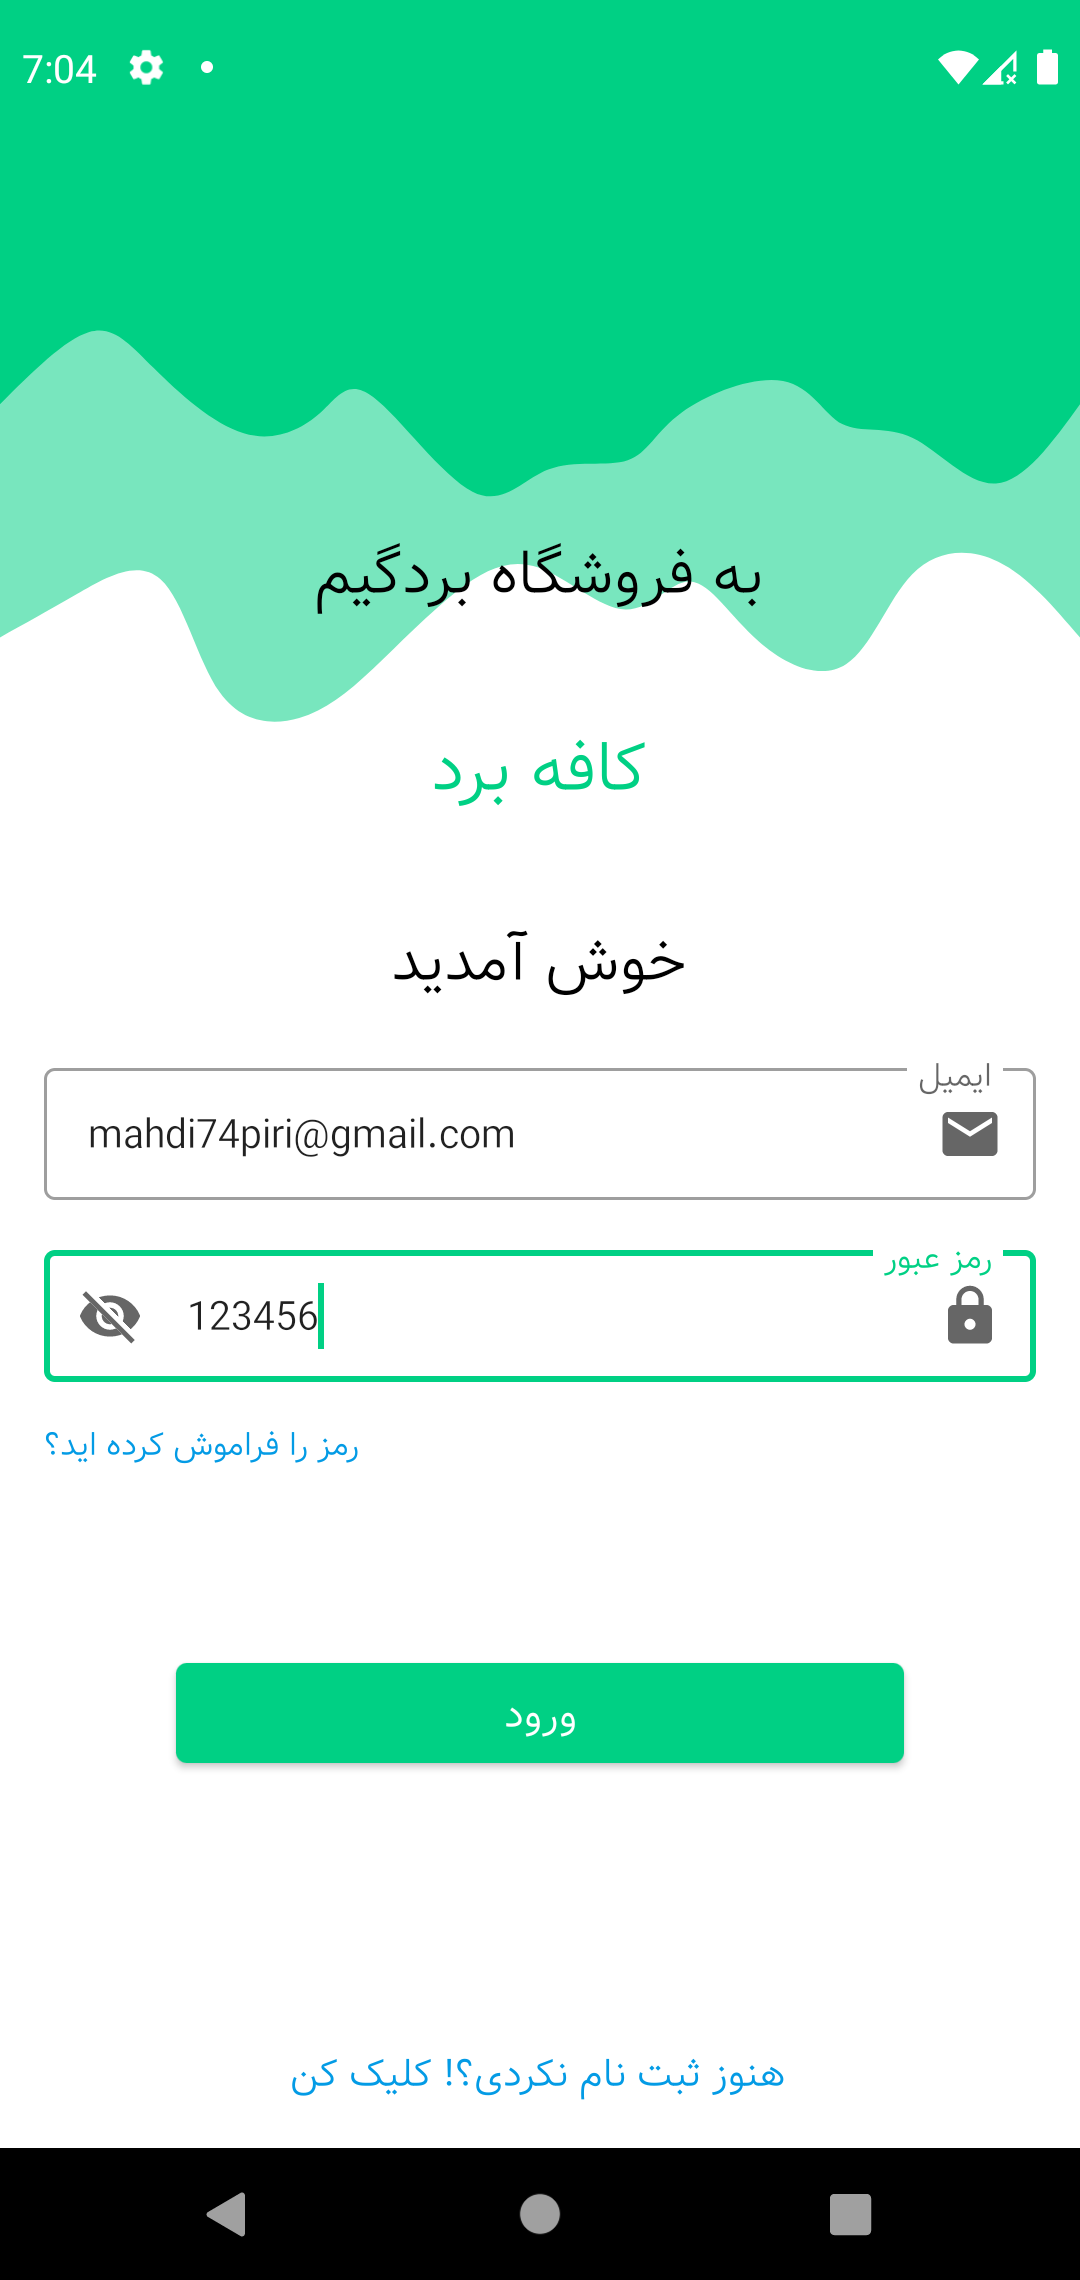 7:04
به فروشگاه بردگیم
کافه برد
خوش آمدید
ایمیل
mahdi74piri@gmail.com
رمز عبور
123456
رمز را فراموش کرده اید؟
ورود
هنوز ثبت نام نکردی؟! کلیک کن